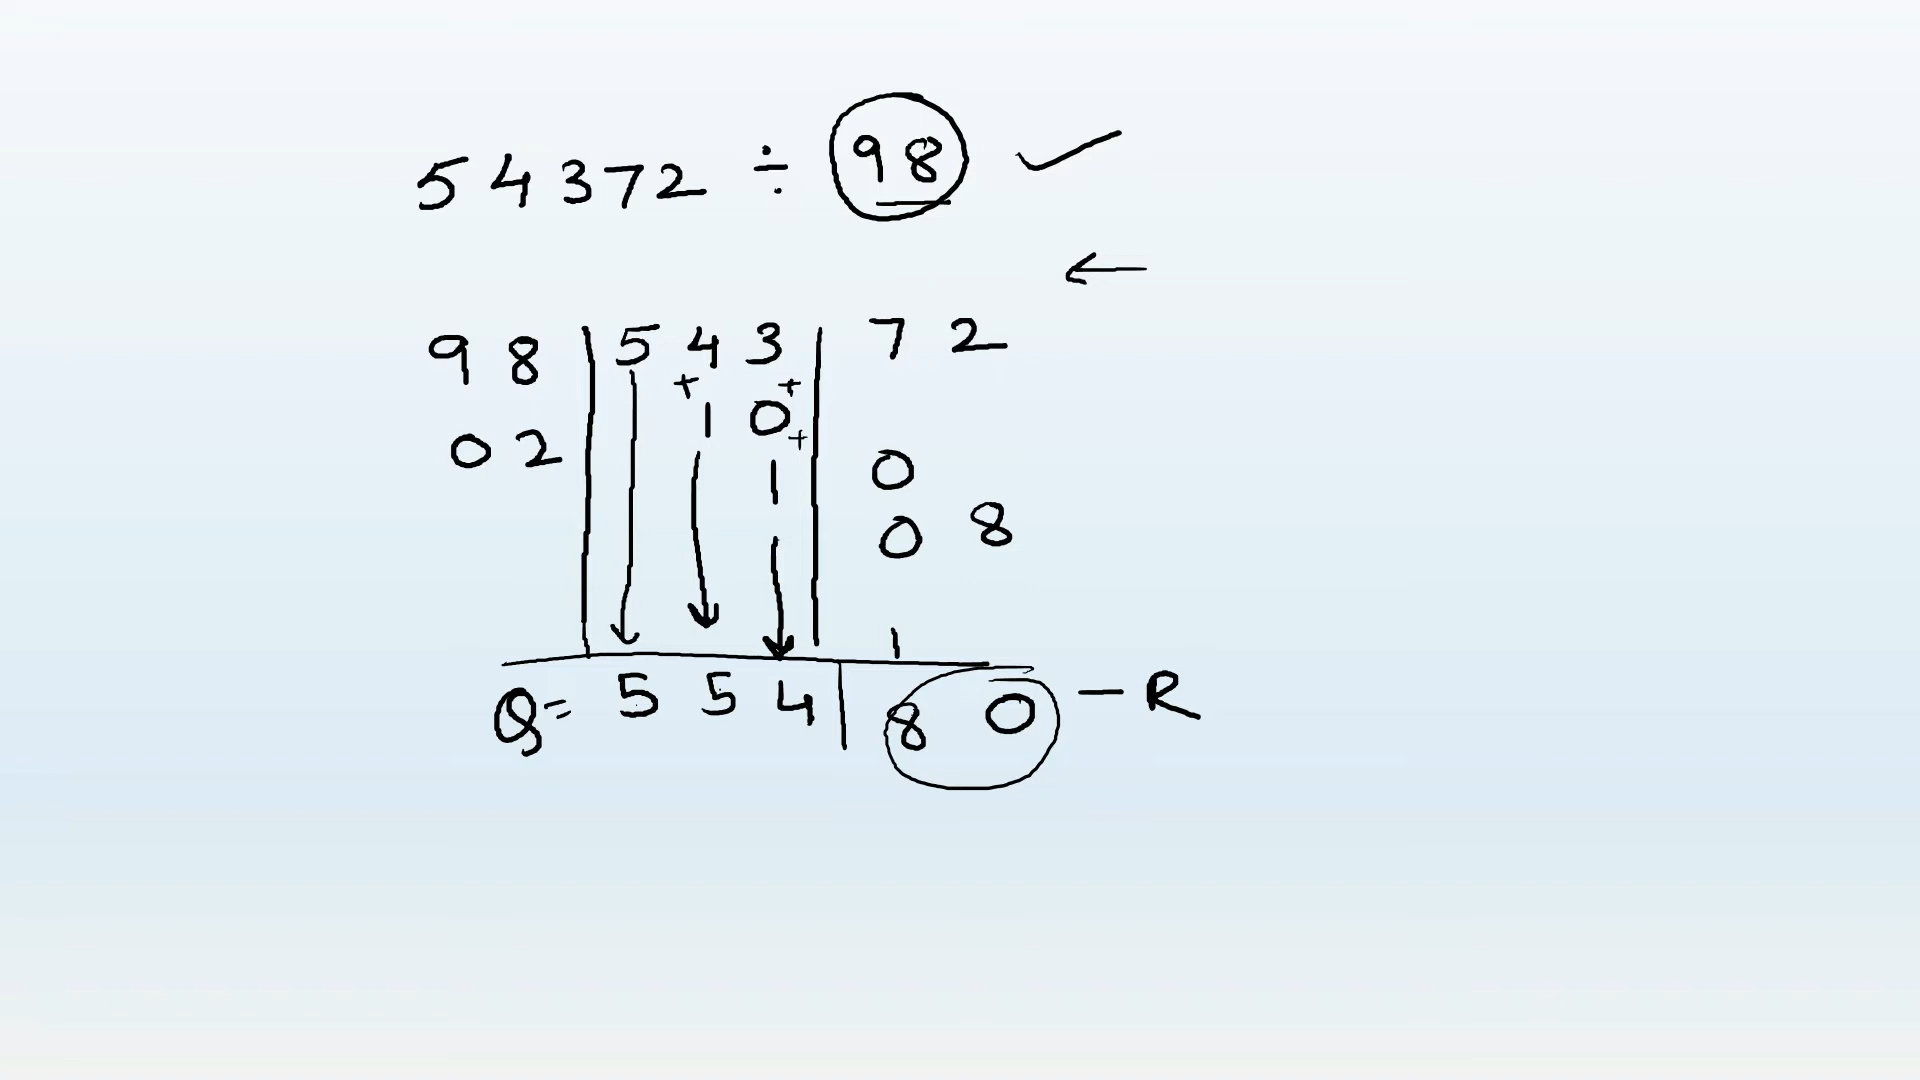 54372 ÷ 98 ✓
←
98 | 543 | 72
+ +
1 0
02 + 0
1
0 8
1
Q= 554 | 80 — R